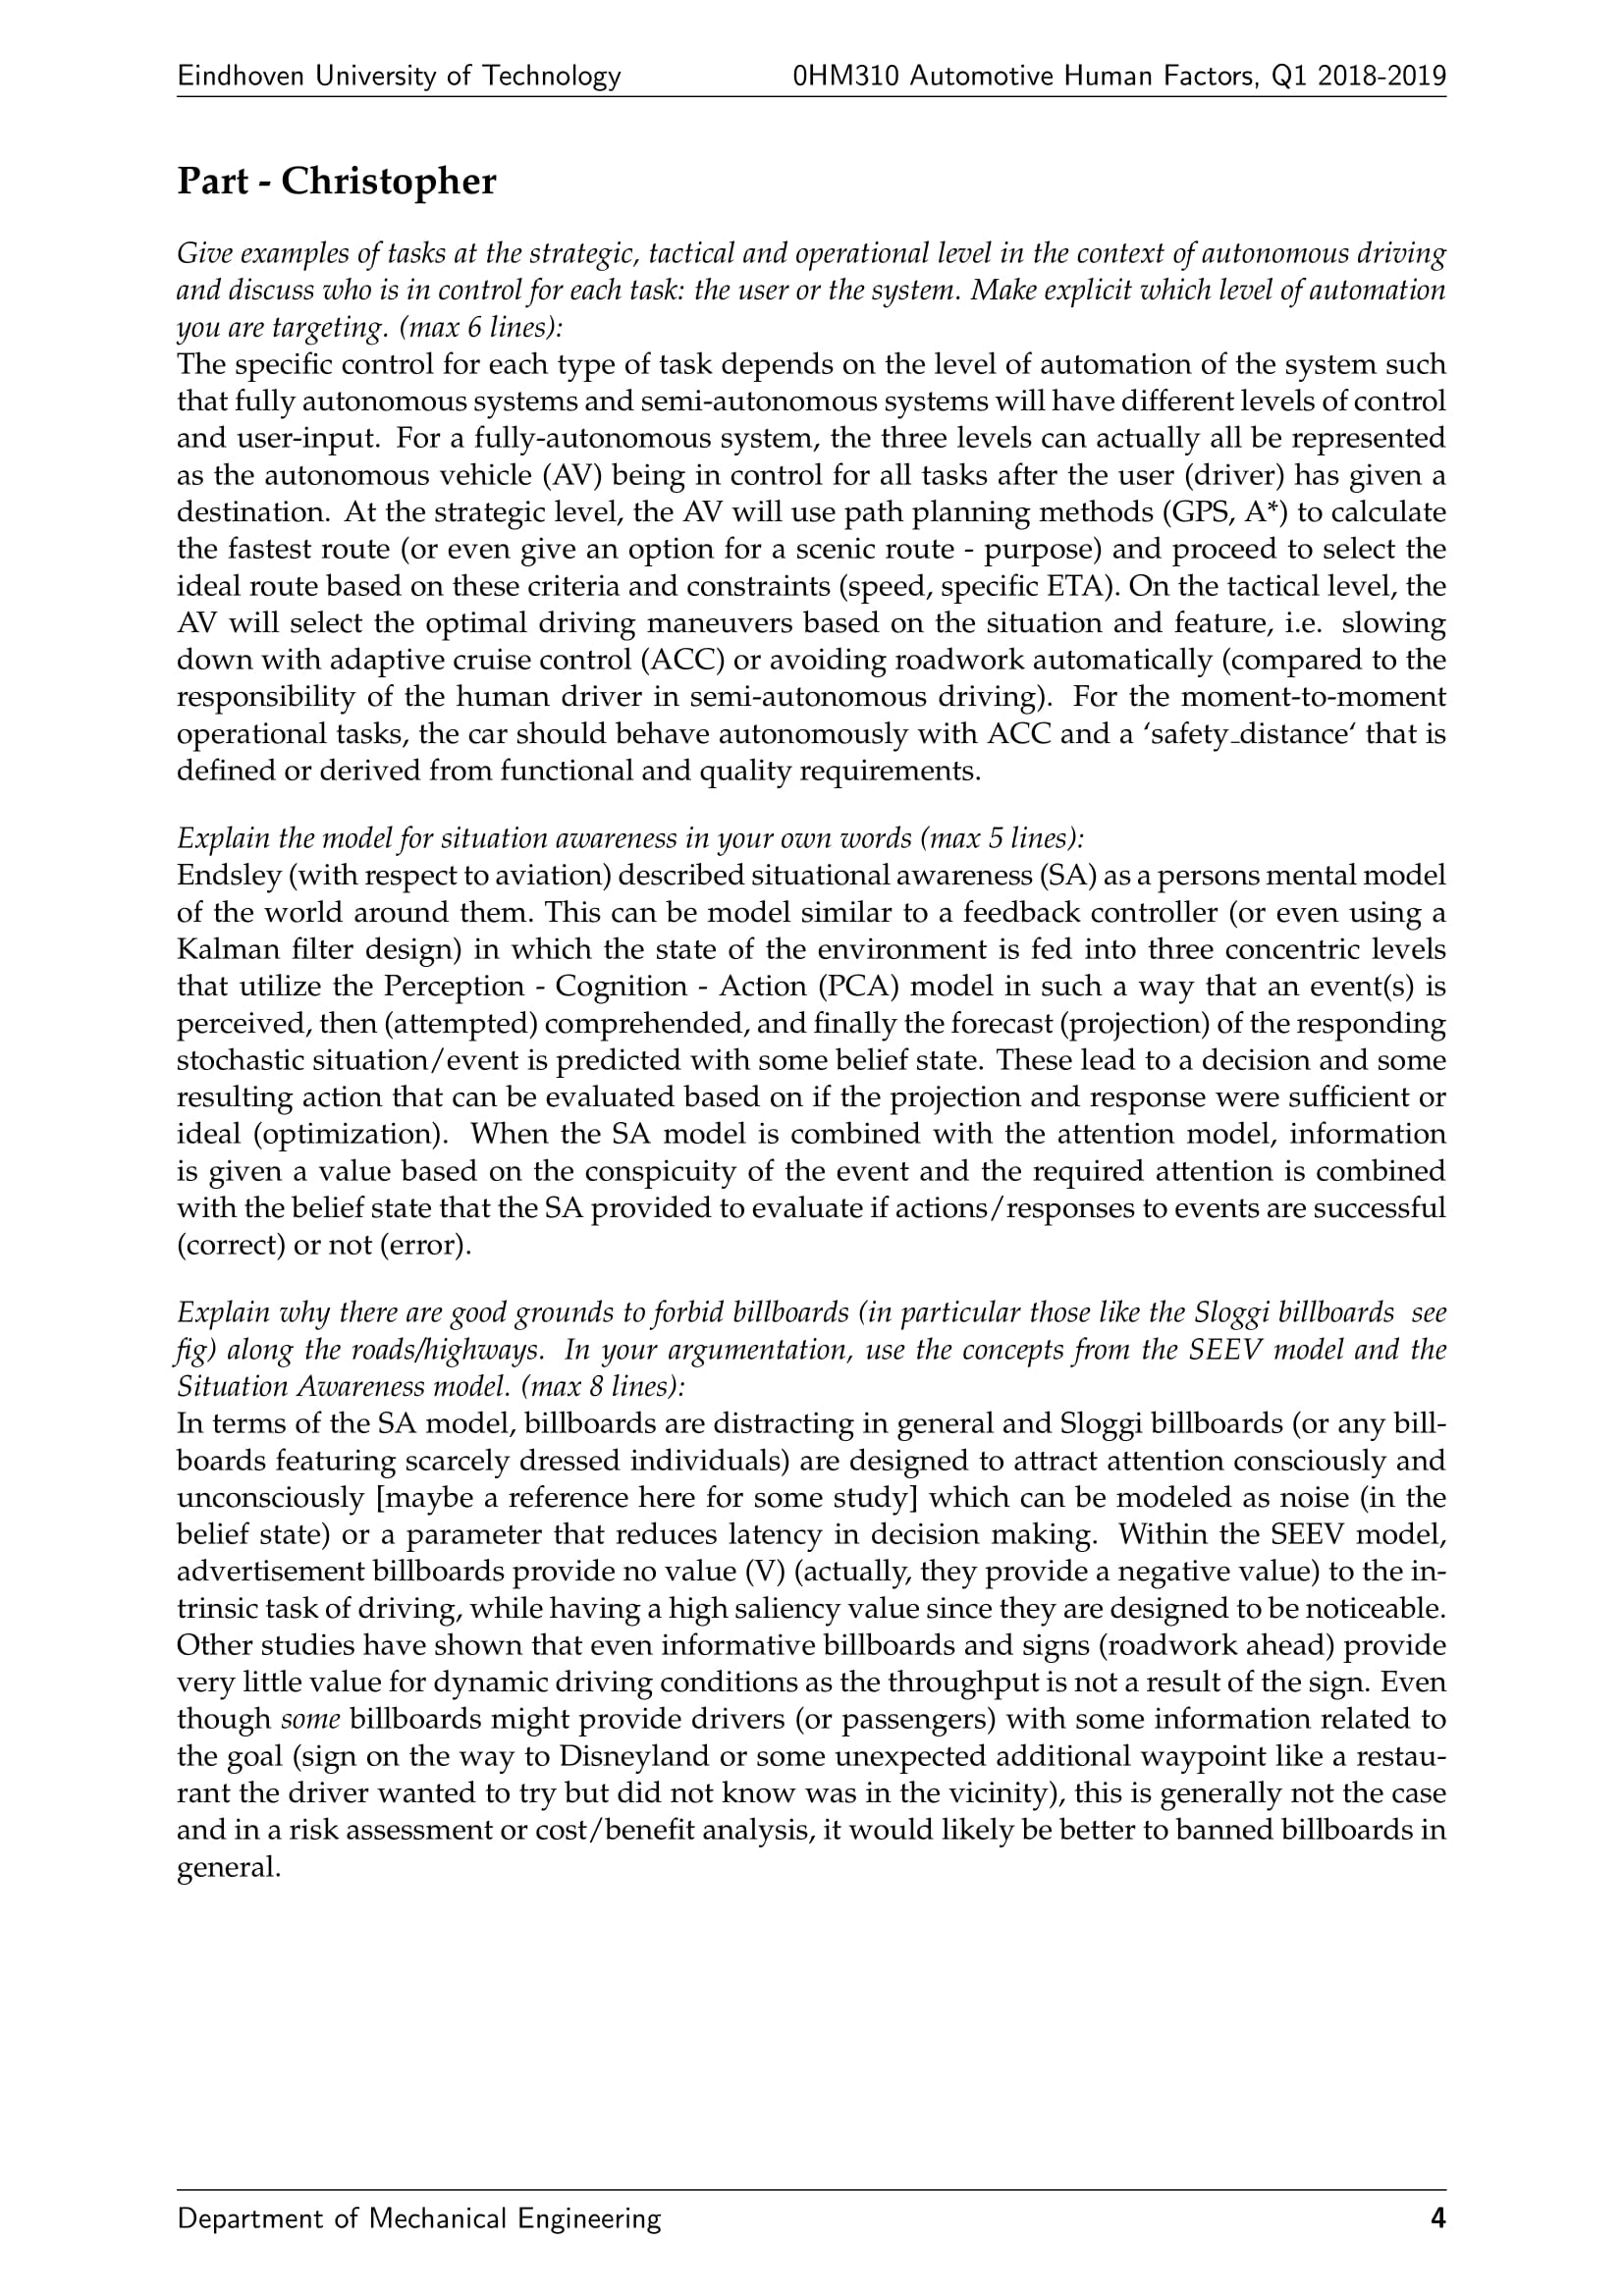 Eindhoven University of Technology 0HM310 Automotive Human Factors, Q1 2018-2019
Part - Christopher
Give examples of tasks at the strategic, tactical and operational level in the context of autonomous driving
and discuss who is in control for each task: the user or the system. Make explicit which level of automation
you are targeting. (max 6 lines):
The specific control for each type of task depends on the level of automation of the system such
that fully autonomous systems and semi-autonomous systems will have different levels of control
and user-input. For a fully-autonomous system, the three levels can actually all be represented
as the autonomous vehicle (AV) being in control for all tasks after the user (driver) has given a
destination. At the strategic level, the AV will use path planning methods (GPS, A*) to calculate
the fastest route (or even give an option for a scenic route - purpose) and proceed to select the
ideal route based on these criteria and constraints (speed, specific ETA). On the tactical level, the
AV will select the optimal driving maneuvers based on the situation and feature, i.e. slowing
down with adaptive cruise control (ACC) or avoiding roadwork automatically (compared to the
responsibility of the human driver in semi-autonomous driving). For the moment-to-moment
operational tasks, the car should behave autonomously with ACC and a ‘safety_distance‘ that is
defined or derived from functional and quality requirements.
Explain the model for situation awareness in your own words (max 5 lines):
Endsley (with respect to aviation) described situational awareness (SA) as a persons mental model
of the world around them. This can be model similar to a feedback controller (or even using a
Kalman filter design) in which the state of the environment is fed into three concentric levels
that utilize the Perception - Cognition - Action (PCA) model in such a way that an event(s) is
perceived, then (attempted) comprehended, and finally the forecast (projection) of the responding
stochastic situation/event is predicted with some belief state. These lead to a decision and some
resulting action that can be evaluated based on if the projection and response were sufficient or
ideal (optimization). When the SA model is combined with the attention model, information
is given a value based on the conspicuity of the event and the required attention is combined
with the belief state that the SA provided to evaluate if actions/responses to events are successful
(correct) or not (error).
Explain why there are good grounds to forbid billboards (in particular those like the Sloggi billboards see
fig) along the roads/highways. In your argumentation, use the concepts from the SEEV model and the
Situation Awareness model. (max 8 lines):
In terms of the SA model, billboards are distracting in general and Sloggi billboards (or any bill-
boards featuring scarcely dressed individuals) are designed to attract attention consciously and
unconsciously [maybe a reference here for some study] which can be modeled as noise (in the
belief state) or a parameter that reduces latency in decision making. Within the SEEV model,
advertisement billboards provide no value (V) (actually, they provide a negative value) to the in-
trinsic task of driving, while having a high saliency value since they are designed to be noticeable.
Other studies have shown that even informative billboards and signs (roadwork ahead) provide
very little value for dynamic driving conditions as the throughput is not a result of the sign. Even
though some billboards might provide drivers (or passengers) with some information related to
the goal (sign on the way to Disneyland or some unexpected additional waypoint like a restau-
rant the driver wanted to try but did not know was in the vicinity), this is generally not the case
and in a risk assessment or cost/benefit analysis, it would likely be better to banned billboards in
general.
Department of Mechanical Engineering 4